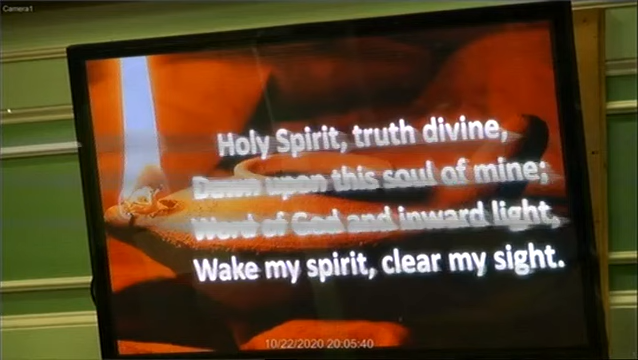 Camera1
Holy Spirit, truth divine,
Dawn upon this soul of mine;
Word of God and inward light,
Wake my spirit, clear my sight.
10/22/2020 20:05:40